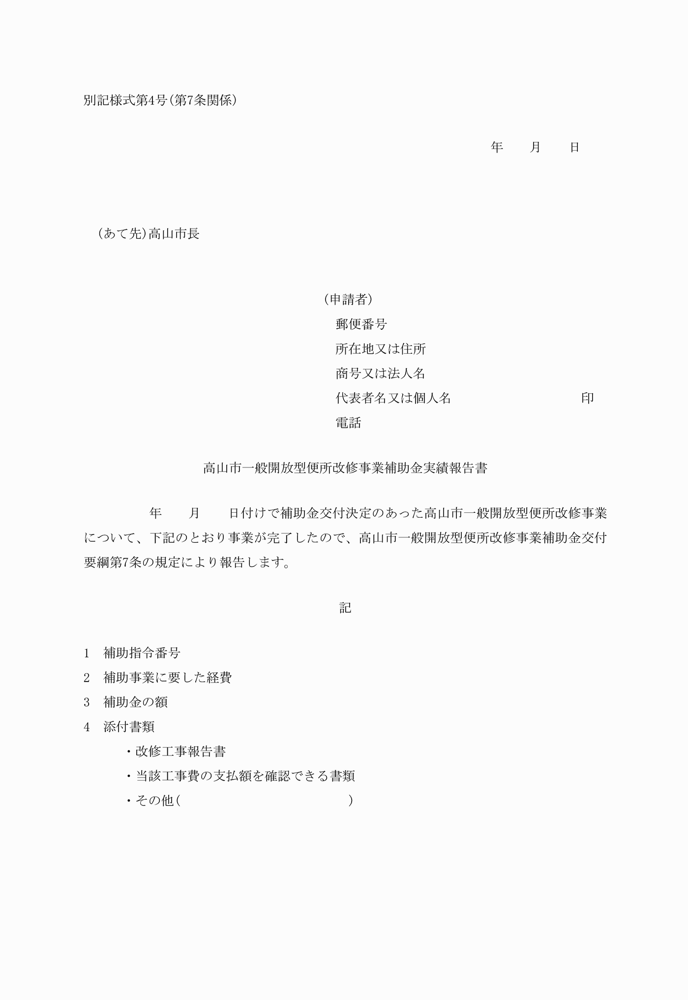 別記様式第4号(第7条関係)
年　　月　　日
(あて先)高山市長
(申請者)
郵便番号
所在地又は住所
商号又は法人名
代表者名又は個人名　　　　　　　　　　印
電話
高山市一般開放型便所改修事業補助金実績報告書
年　　月　　日付けで補助金交付決定のあった高山市一般開放型便所改修事業
について、下記のとおり事業が完了したので、高山市一般開放型便所改修事業補助金交付
要綱第7条の規定により報告します。
記
1　補助指令番号
2　補助事業に要した経費
3　補助金の額
4　添付書類
・改修工事報告書
・当該工事費の支払額を確認できる書類
・その他(　　　　　　　　　　　　　)